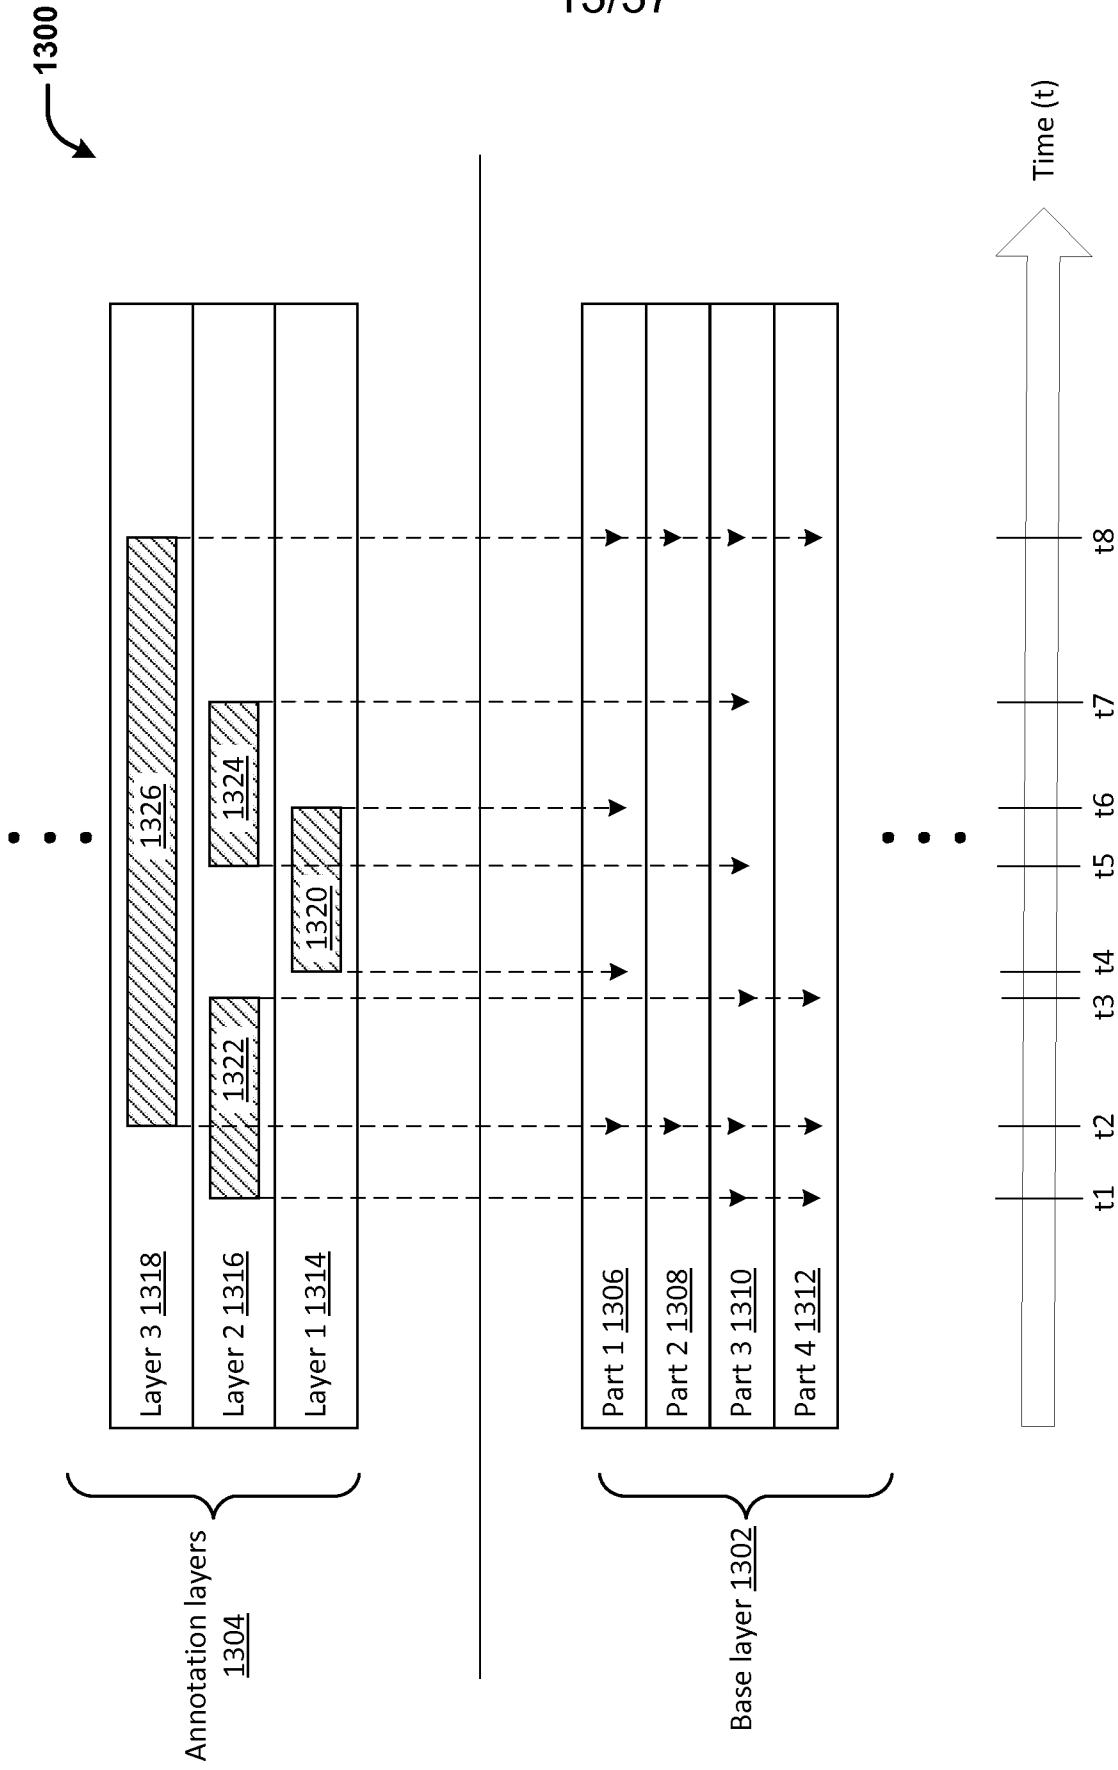 1300
Annotation layers
1304
Layer 3 1318
1326
Layer 2 1316
1322
1324
Layer 1 1314
1320
Base layer 1302
Part 1 1306
Part 2 1308
Part 3 1310
Part 4 1312
Time (t)
t1 t2 t3 t4 t5 t6 t7 t8